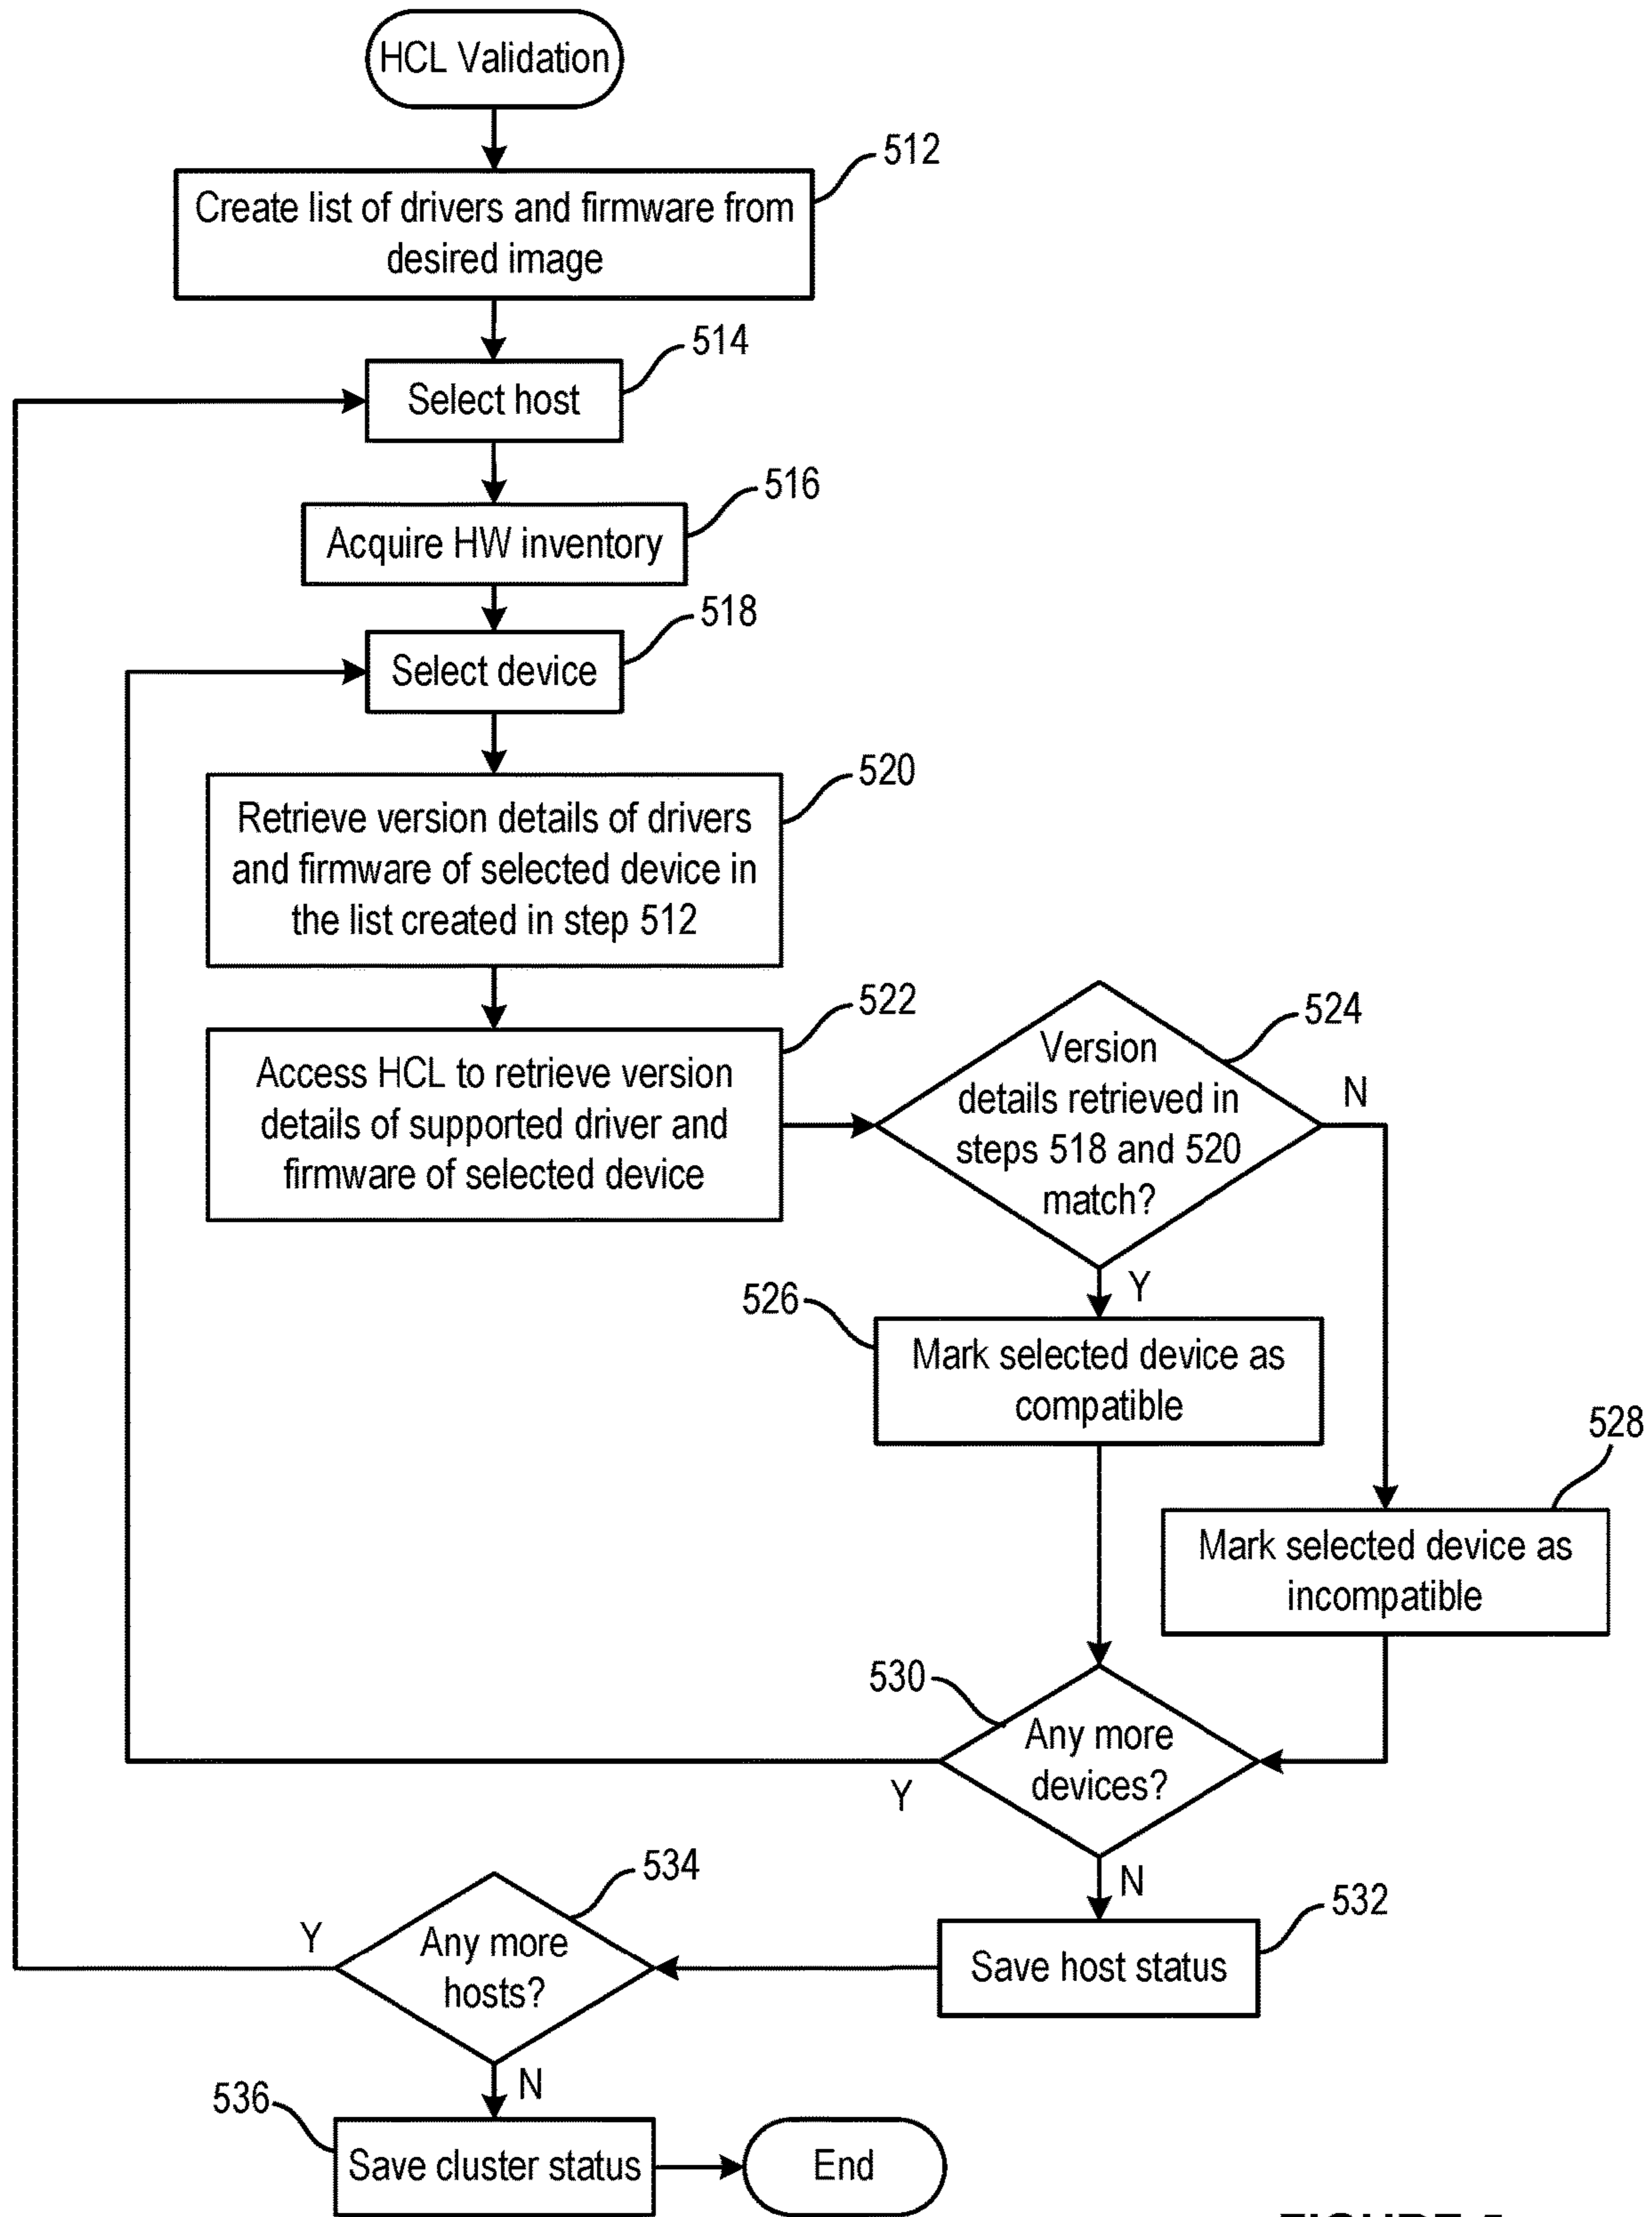 HCL Validation
512
Create list of drivers and firmware from
desired image
514
Select host
516
Acquire HW inventory
518
Select device
520
Retrieve version details of drivers
and firmware of selected device in
the list created in step 512
522
Access HCL to retrieve version
details of supported driver and
firmware of selected device
524
Version
details retrieved in
steps 518 and 520
match?
N
Y
526
Mark selected device as
compatible
528
Mark selected device as
incompatible
530
Any more
devices?
Y
N
532
Save host status
534
Any more
hosts?
Y
N
536
Save cluster status
End